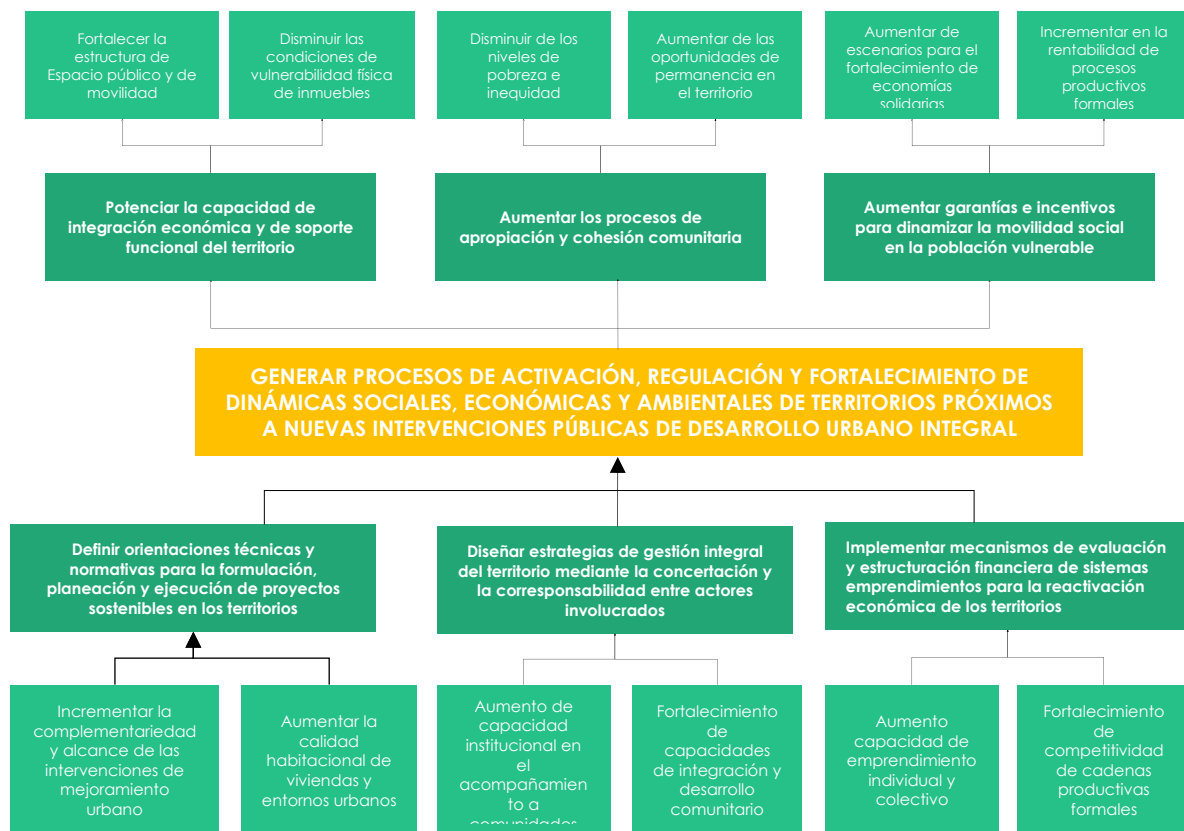 Fortalecer la
estructura de
Espacio público y de
movilidad
Disminuir las
condiciones de
vulnerabilidad física
de inmuebles
Disminuir de los
niveles de
pobreza e
inequidad
Aumentar de las
oportunidades de
permanencia en
el territorio
Aumentar de
escenarios para el
fortalecimiento de
economías
solidarias
Incrementar en la
rentabilidad de
procesos
productivos
formales
Potenciar la capacidad de
integración económica y de soporte
funcional del territorio
Aumentar los procesos de
apropiación y cohesión comunitaria
Aumentar garantías e incentivos
para dinamizar la movilidad social
en la población vulnerable
GENERAR PROCESOS DE ACTIVACIÓN, REGULACIÓN Y FORTALECIMIENTO DE
DINÁMICAS SOCIALES, ECONÓMICAS Y AMBIENTALES DE TERRITORIOS PRÓXIMOS
A NUEVAS INTERVENCIONES PÚBLICAS DE DESARROLLO URBANO INTEGRAL
Definir orientaciones técnicas y
normativas para la formulación,
planeación y ejecución de proyectos
sostenibles en los territorios
Diseñar estrategias de gestión integral
del territorio mediante la concertación y
la corresponsabilidad entre actores
involucrados
Implementar mecanismos de evaluación
y estructuración financiera de sistemas
emprendimientos para la reactivación
económica de los territorios
Incrementar la
complementariedad
y alcance de las
intervenciones de
mejoramiento
urbano
Aumentar la
calidad
habitacional de
viviendas y
entornos urbanos
Aumento de
capacidad
institucional en
el
acompañamien
to a
comunidades
Fortalecimiento
de
capacidades
de integración y
desarrollo
comunitario
Aumento
capacidad de
emprendimiento
individual y
colectivo
Fortalecimiento
de
competitividad
de cadenas
productivas
formales